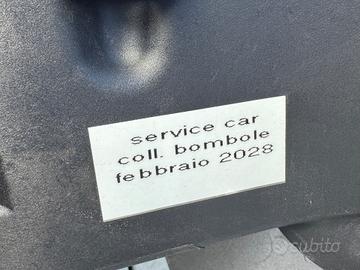 service car
coll. bombole
febbraio 2028
subito